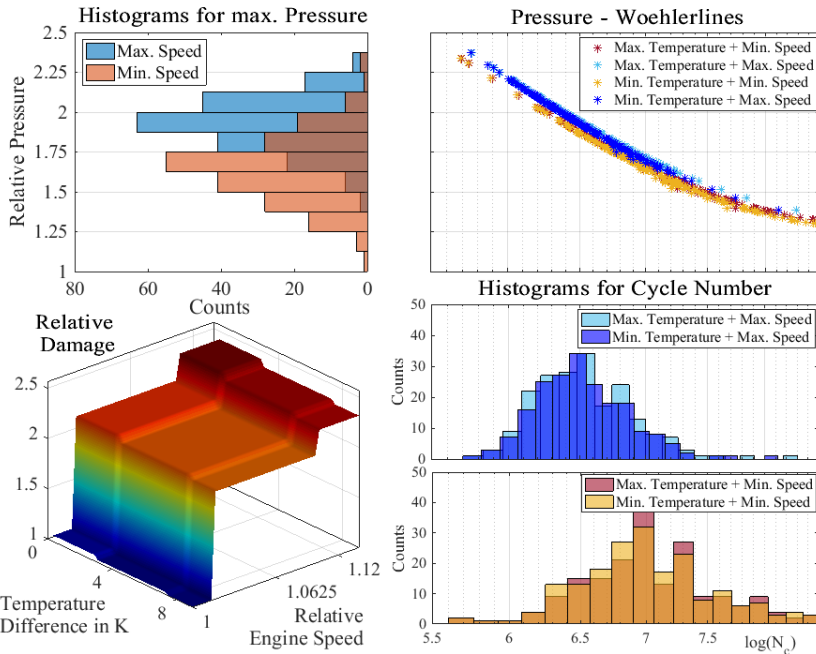 Histograms for max. Pressure
2.5
2.25
2
1.75
1.5
1.25
1
Relative Pressure
Max. Speed
Min. Speed
80
60
40
20
0
Counts
Pressure - Woehlerlines
Max. Temperature + Min. Speed
Max. Temperature + Max. Speed
Min. Temperature + Min. Speed
Min. Temperature + Max. Speed
Relative
Damage
2.5
2
1.5
1
0
4
8
Temperature
Difference in K
1
1.0625
1.12
Relative
Engine Speed
Histograms for Cycle Number
50
40
30
20
10
0
Counts
Max. Temperature + Max. Speed
Min. Temperature + Max. Speed
50
40
30
20
10
0
Counts
Max. Temperature + Min. Speed
Min. Temperature + Min. Speed
5.5
6
6.5
7
7.5
log(N_c)